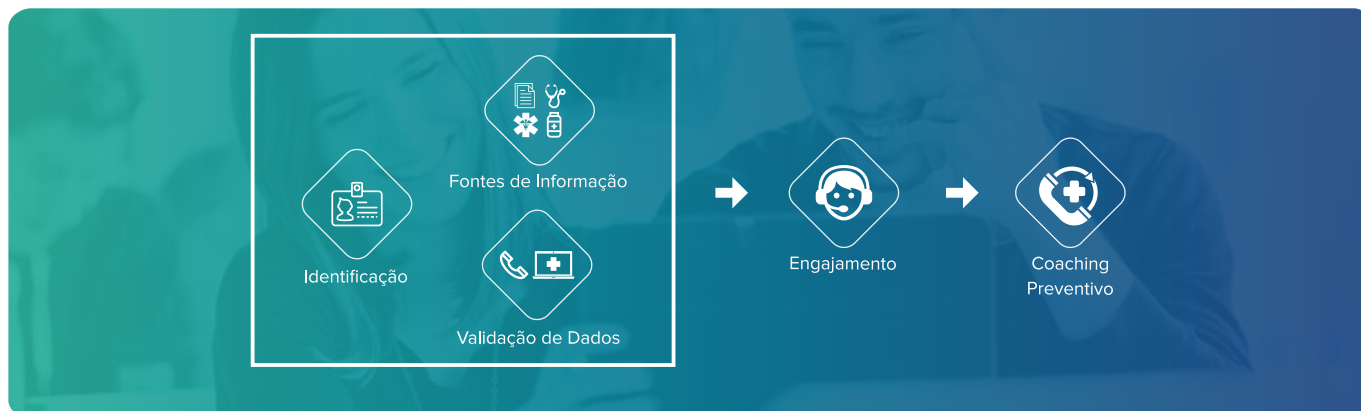 Fontes de Informação
Identificação
Validação de Dados
Engajamento
Coaching
Preventivo